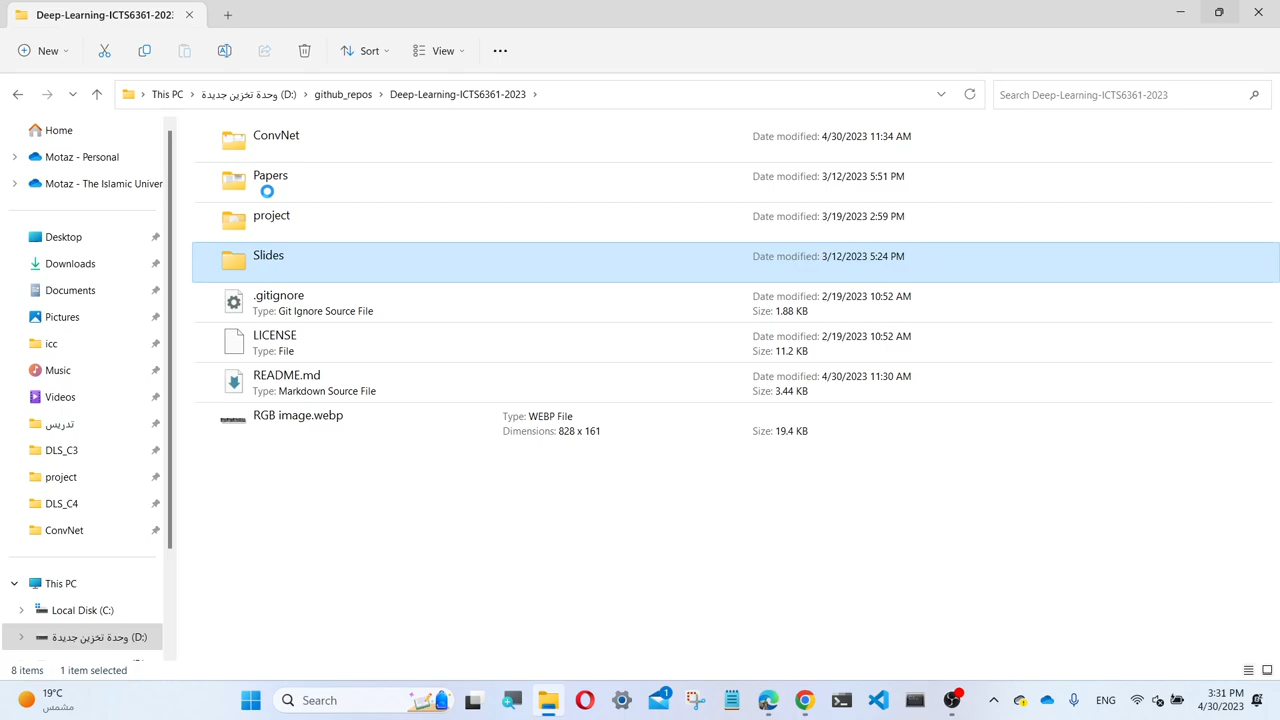 Deep-Learning-ICTS6361-202
New
Sort
View
This PC
وحدة تخزين جديدة (D:)
github_repos
Deep-Learning-ICTS6361-2023
Search Deep-Learning-ICTS6361-2023
Home
Motaz - Personal
Motaz - The Islamic Univer
Desktop
Downloads
Documents
Pictures
icc
Music
Videos
تدريس
DLS_C3
project
DLS_C4
ConvNet
This PC
Local Disk (C:)
وحدة تخزين جديدة (D:)
ConvNet
Date modified: 4/30/2023 11:34 AM
Papers
Date modified: 3/12/2023 5:51 PM
project
Date modified: 3/19/2023 2:59 PM
Slides
Date modified: 3/12/2023 5:24 PM
.gitignore
Date modified: 2/19/2023 10:52 AM
Type: Git Ignore Source File
Size: 1.88 KB
LICENSE
Date modified: 2/19/2023 10:52 AM
Type: File
Size: 11.2 KB
README.md
Date modified: 4/30/2023 11:30 AM
Type: Markdown Source File
Size: 3.44 KB
RGB image.webp
Type: WEBP File
Dimensions: 828 x 161
Size: 19.4 KB
8 items
1 item selected
19°C
مشمس
Search
1
ENG
3:31 PM
4/30/2023